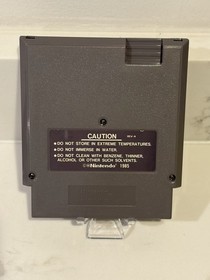 CAUTION
REV-A
●DO NOT STORE IN EXTREME TEMPERATURES.
●DO NOT IMMERSE IN WATER.
●DO NOT CLEAN WITH BENZENE, THINNER,
ALCOHOL OR OTHER SUCH SOLVENTS.
©Nintendo 1985